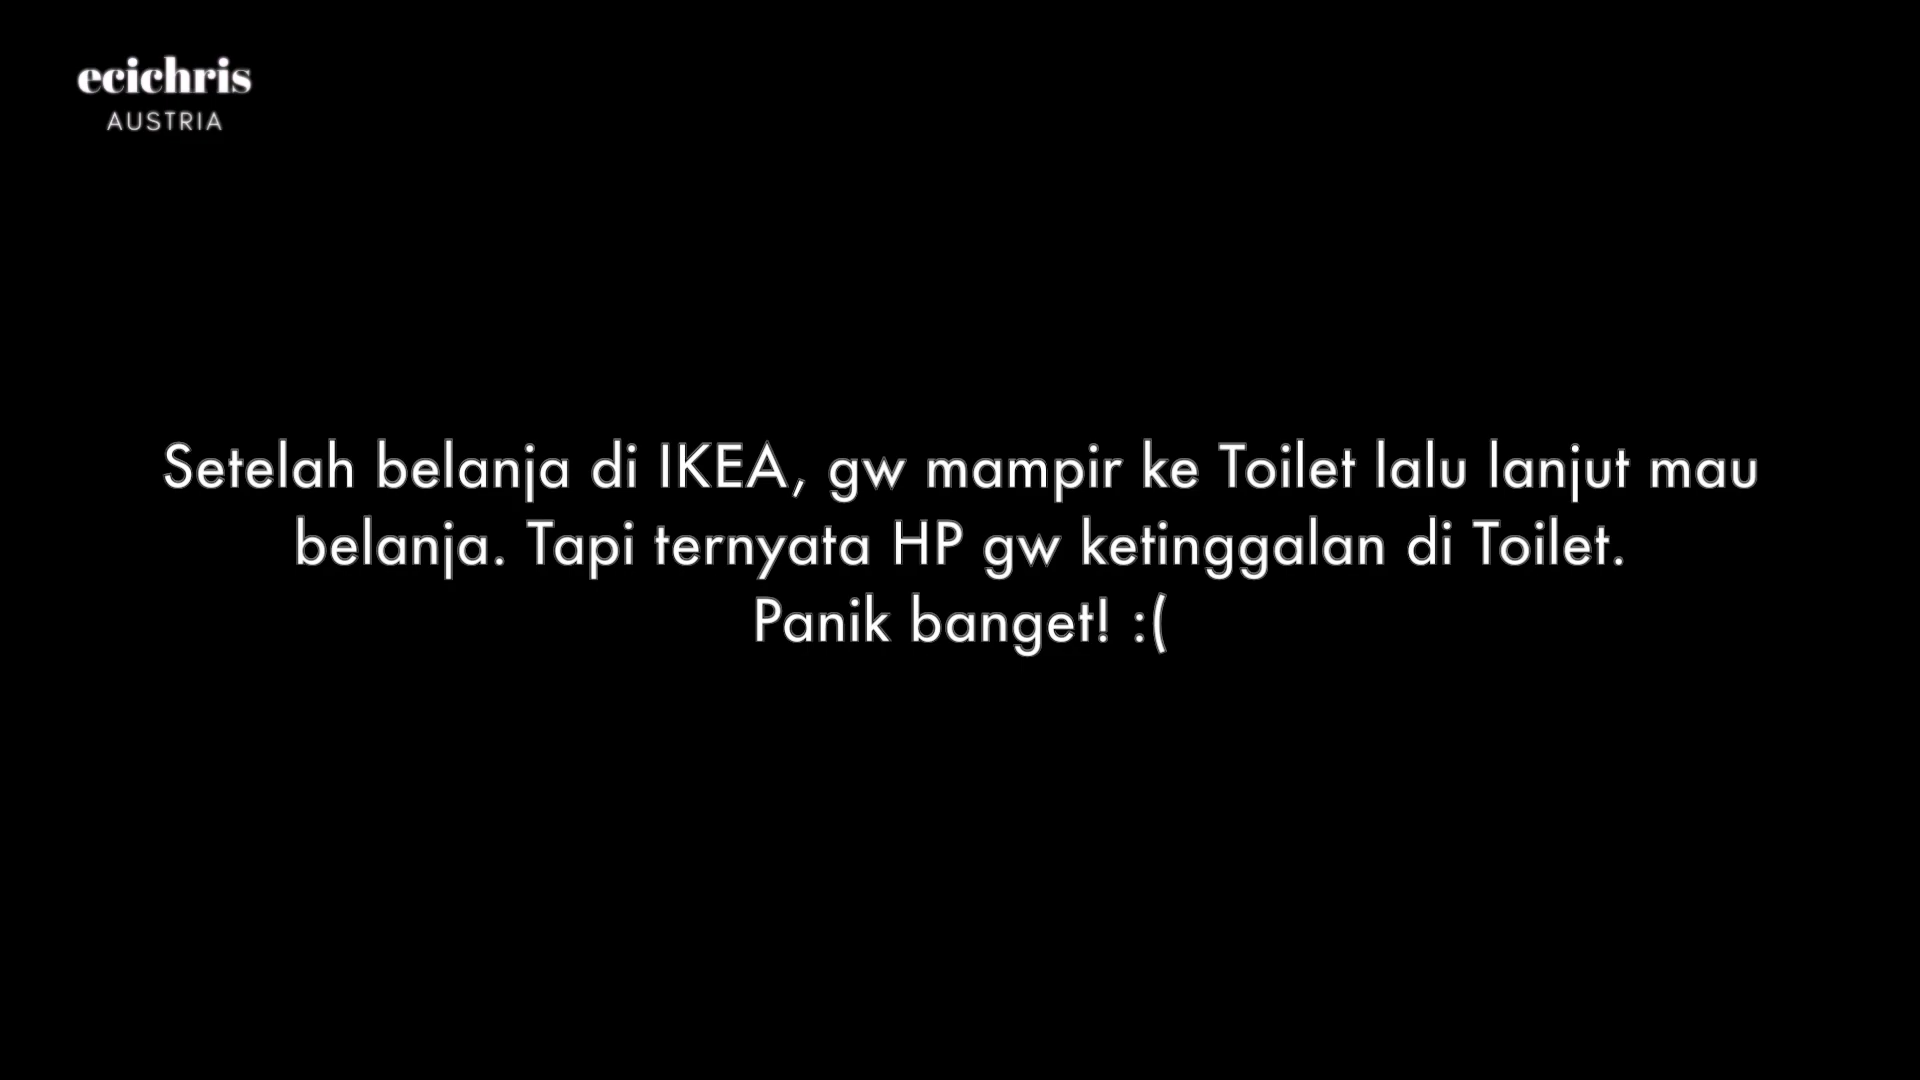 ecichris
AUSTRIA
Setelah belanja di IKEA, gw mampir ke Toilet lalu lanjut mau
belanja. Tapi ternyata HP gw ketinggalan di Toilet.
Panik banget! :(